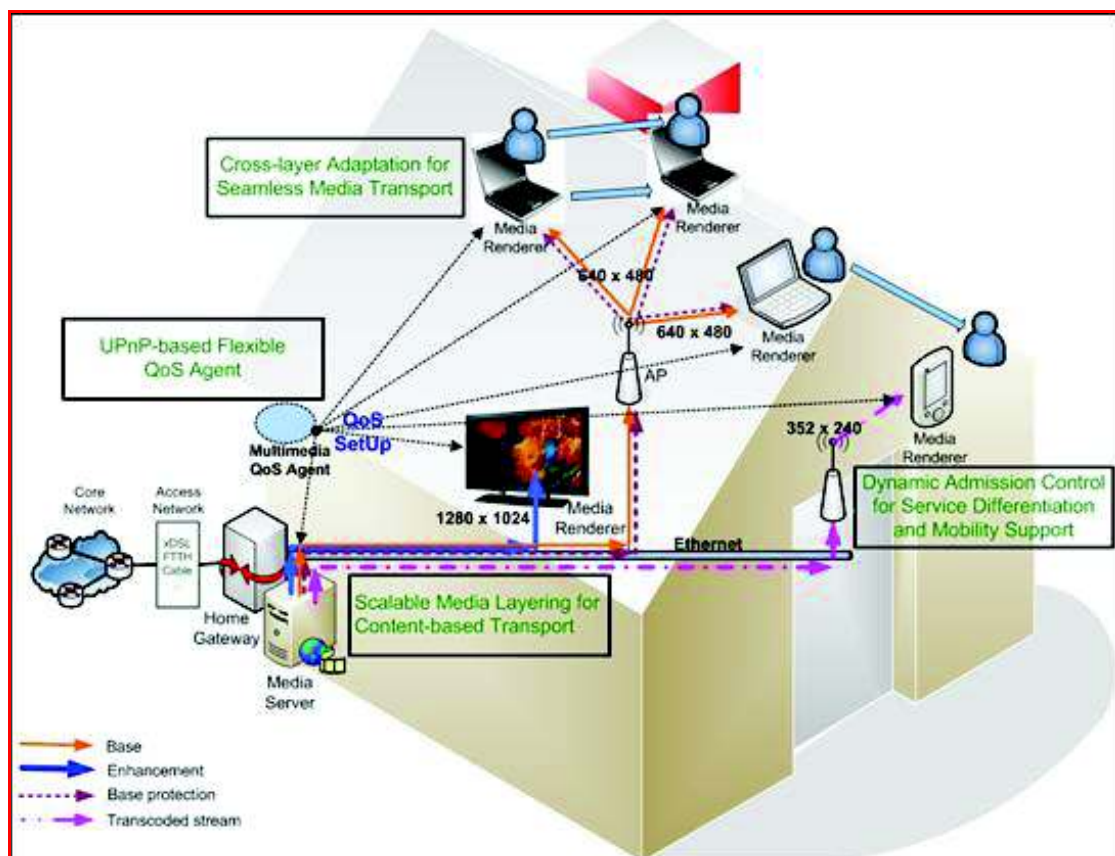 Cross-layer Adaptation for
Seamless Media Transport
Media
Renderer
Media
Renderer
640 x 480
640 x 480
Media
Renderer
UPnP-based Flexible
QoS Agent
AP
QoS
SetUp
Multimedia
QoS Agent
352 x 240
Media
Renderer
Dynamic Admission Control
for Service Differentiation
and Mobility Support
Core
Network
Access
Network
xDSL
FTTH
Cable
1280 x 1024
Media
Renderer
Ethernet
Home
Gateway
Scalable Media Layering for
Content-based Transport
Media
Server
Base
Enhancement
Base protection
Transcoded stream